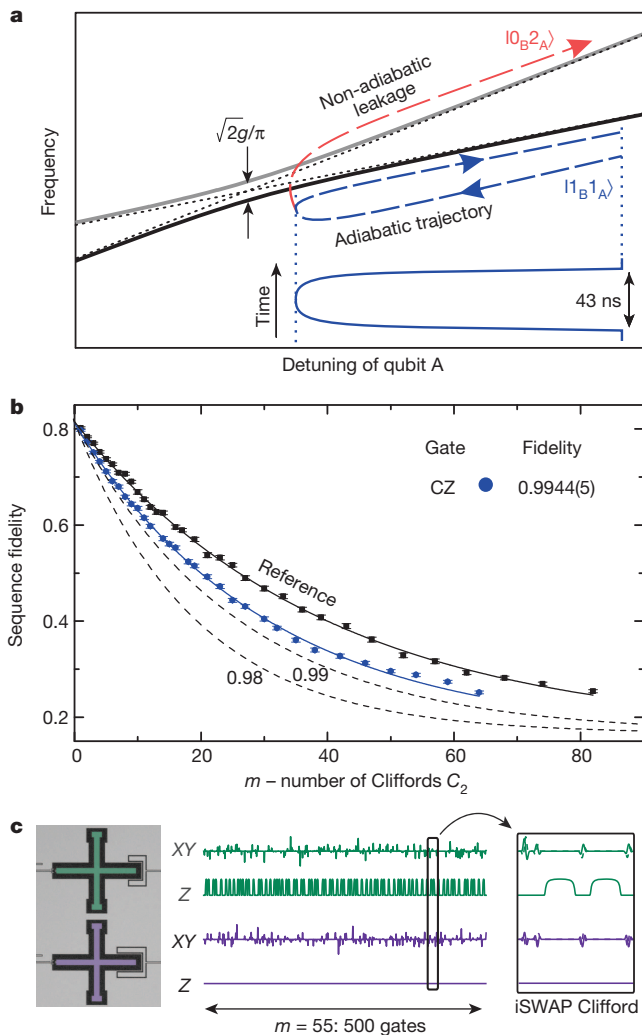 a
|0B2A⟩
Non-adiabatic
leakage
√2g/π
Frequency
|1B1A⟩
Adiabatic trajectory
Time
43 ns
Detuning of qubit A
b
0.8
Gate Fidelity
CZ 0.9944(5)
0.6
Sequence fidelity
Reference
0.4
0.99
0.98
0.2
0 20 40 60 80
m – number of Cliffords C2
c
XY
Z
XY
Z
iSWAP Clifford
m = 55: 500 gates